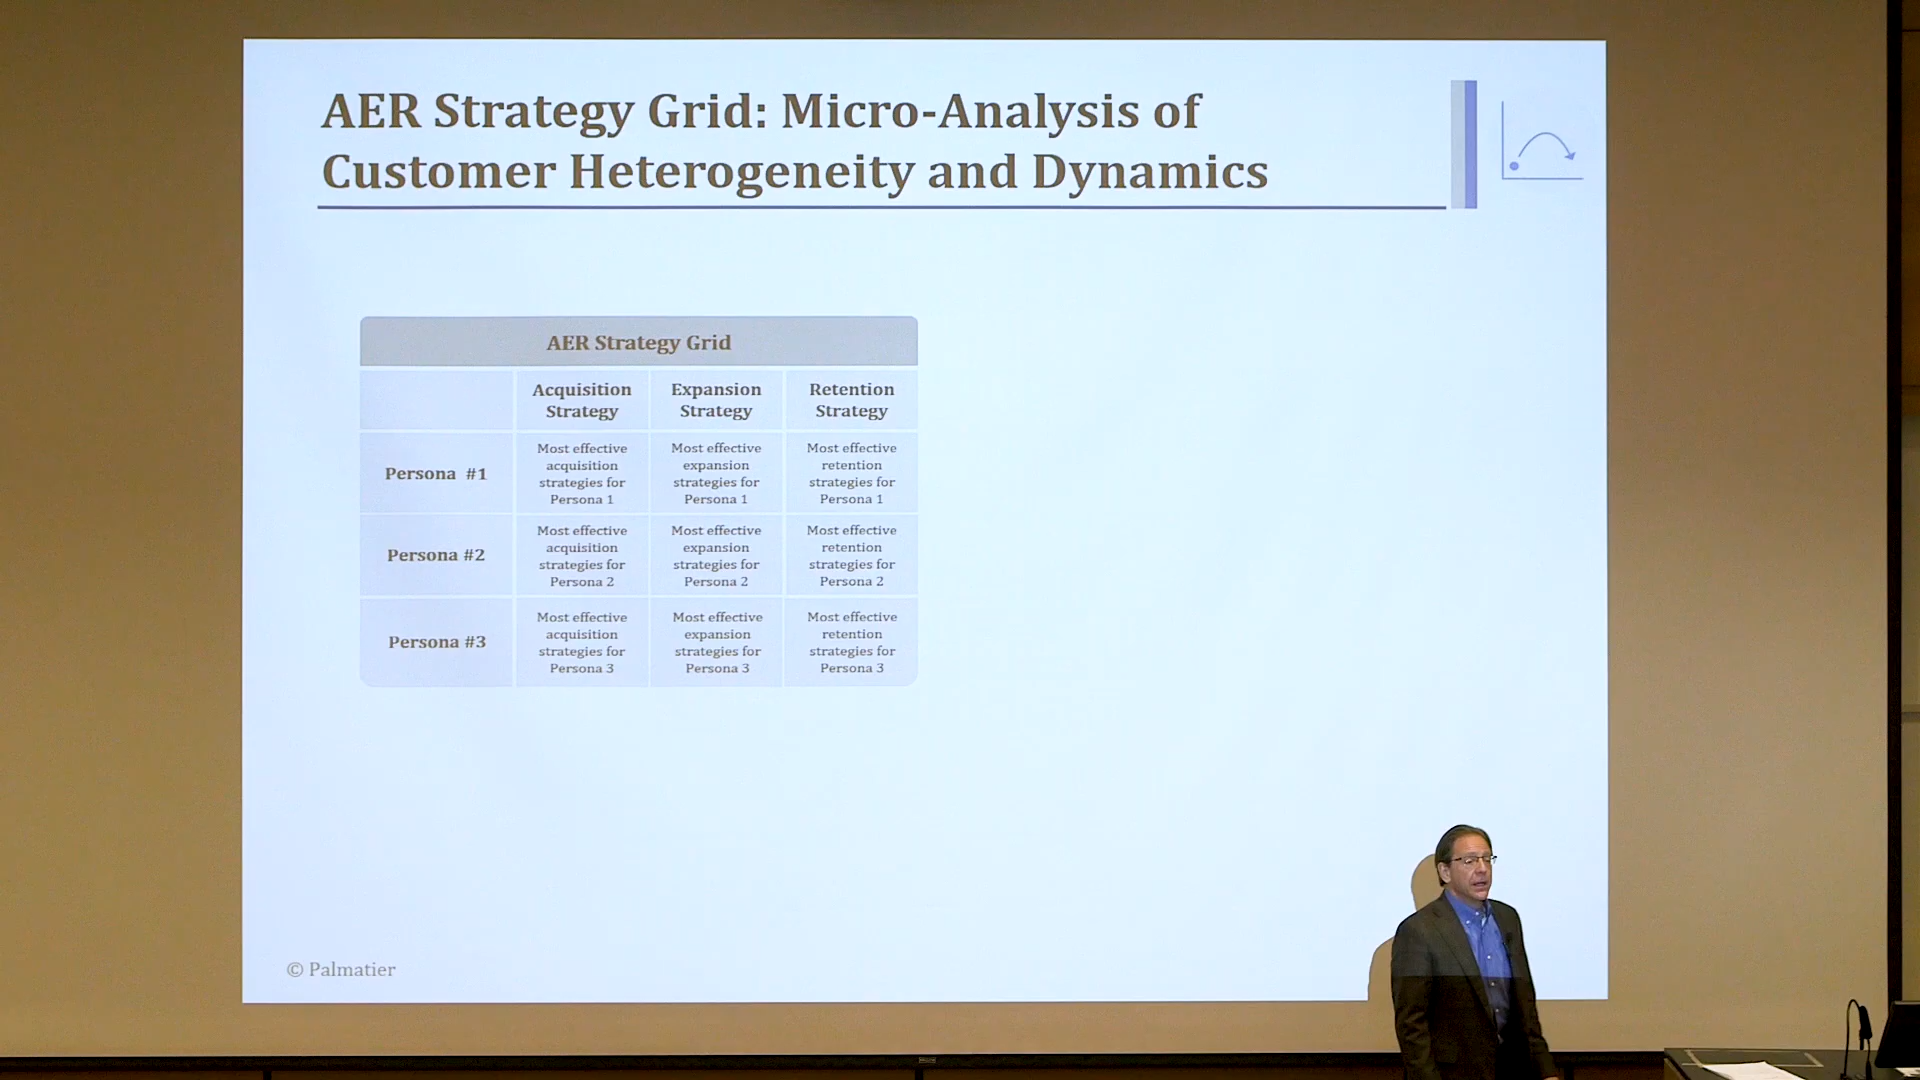 AER Strategy Grid: Micro-Analysis of
Customer Heterogeneity and Dynamics
AER Strategy Grid
Acquisition
Strategy
Expansion
Strategy
Retention
Strategy
Persona #1
Most effective
acquisition
strategies for
Persona 1
Most effective
expansion
strategies for
Persona 1
Most effective
retention
strategies for
Persona 1
Persona #2
Most effective
acquisition
strategies for
Persona 2
Most effective
expansion
strategies for
Persona 2
Most effective
retention
strategies for
Persona 2
Persona #3
Most effective
acquisition
strategies for
Persona 3
Most effective
expansion
strategies for
Persona 3
Most effective
retention
strategies for
Persona 3
© Palmatier